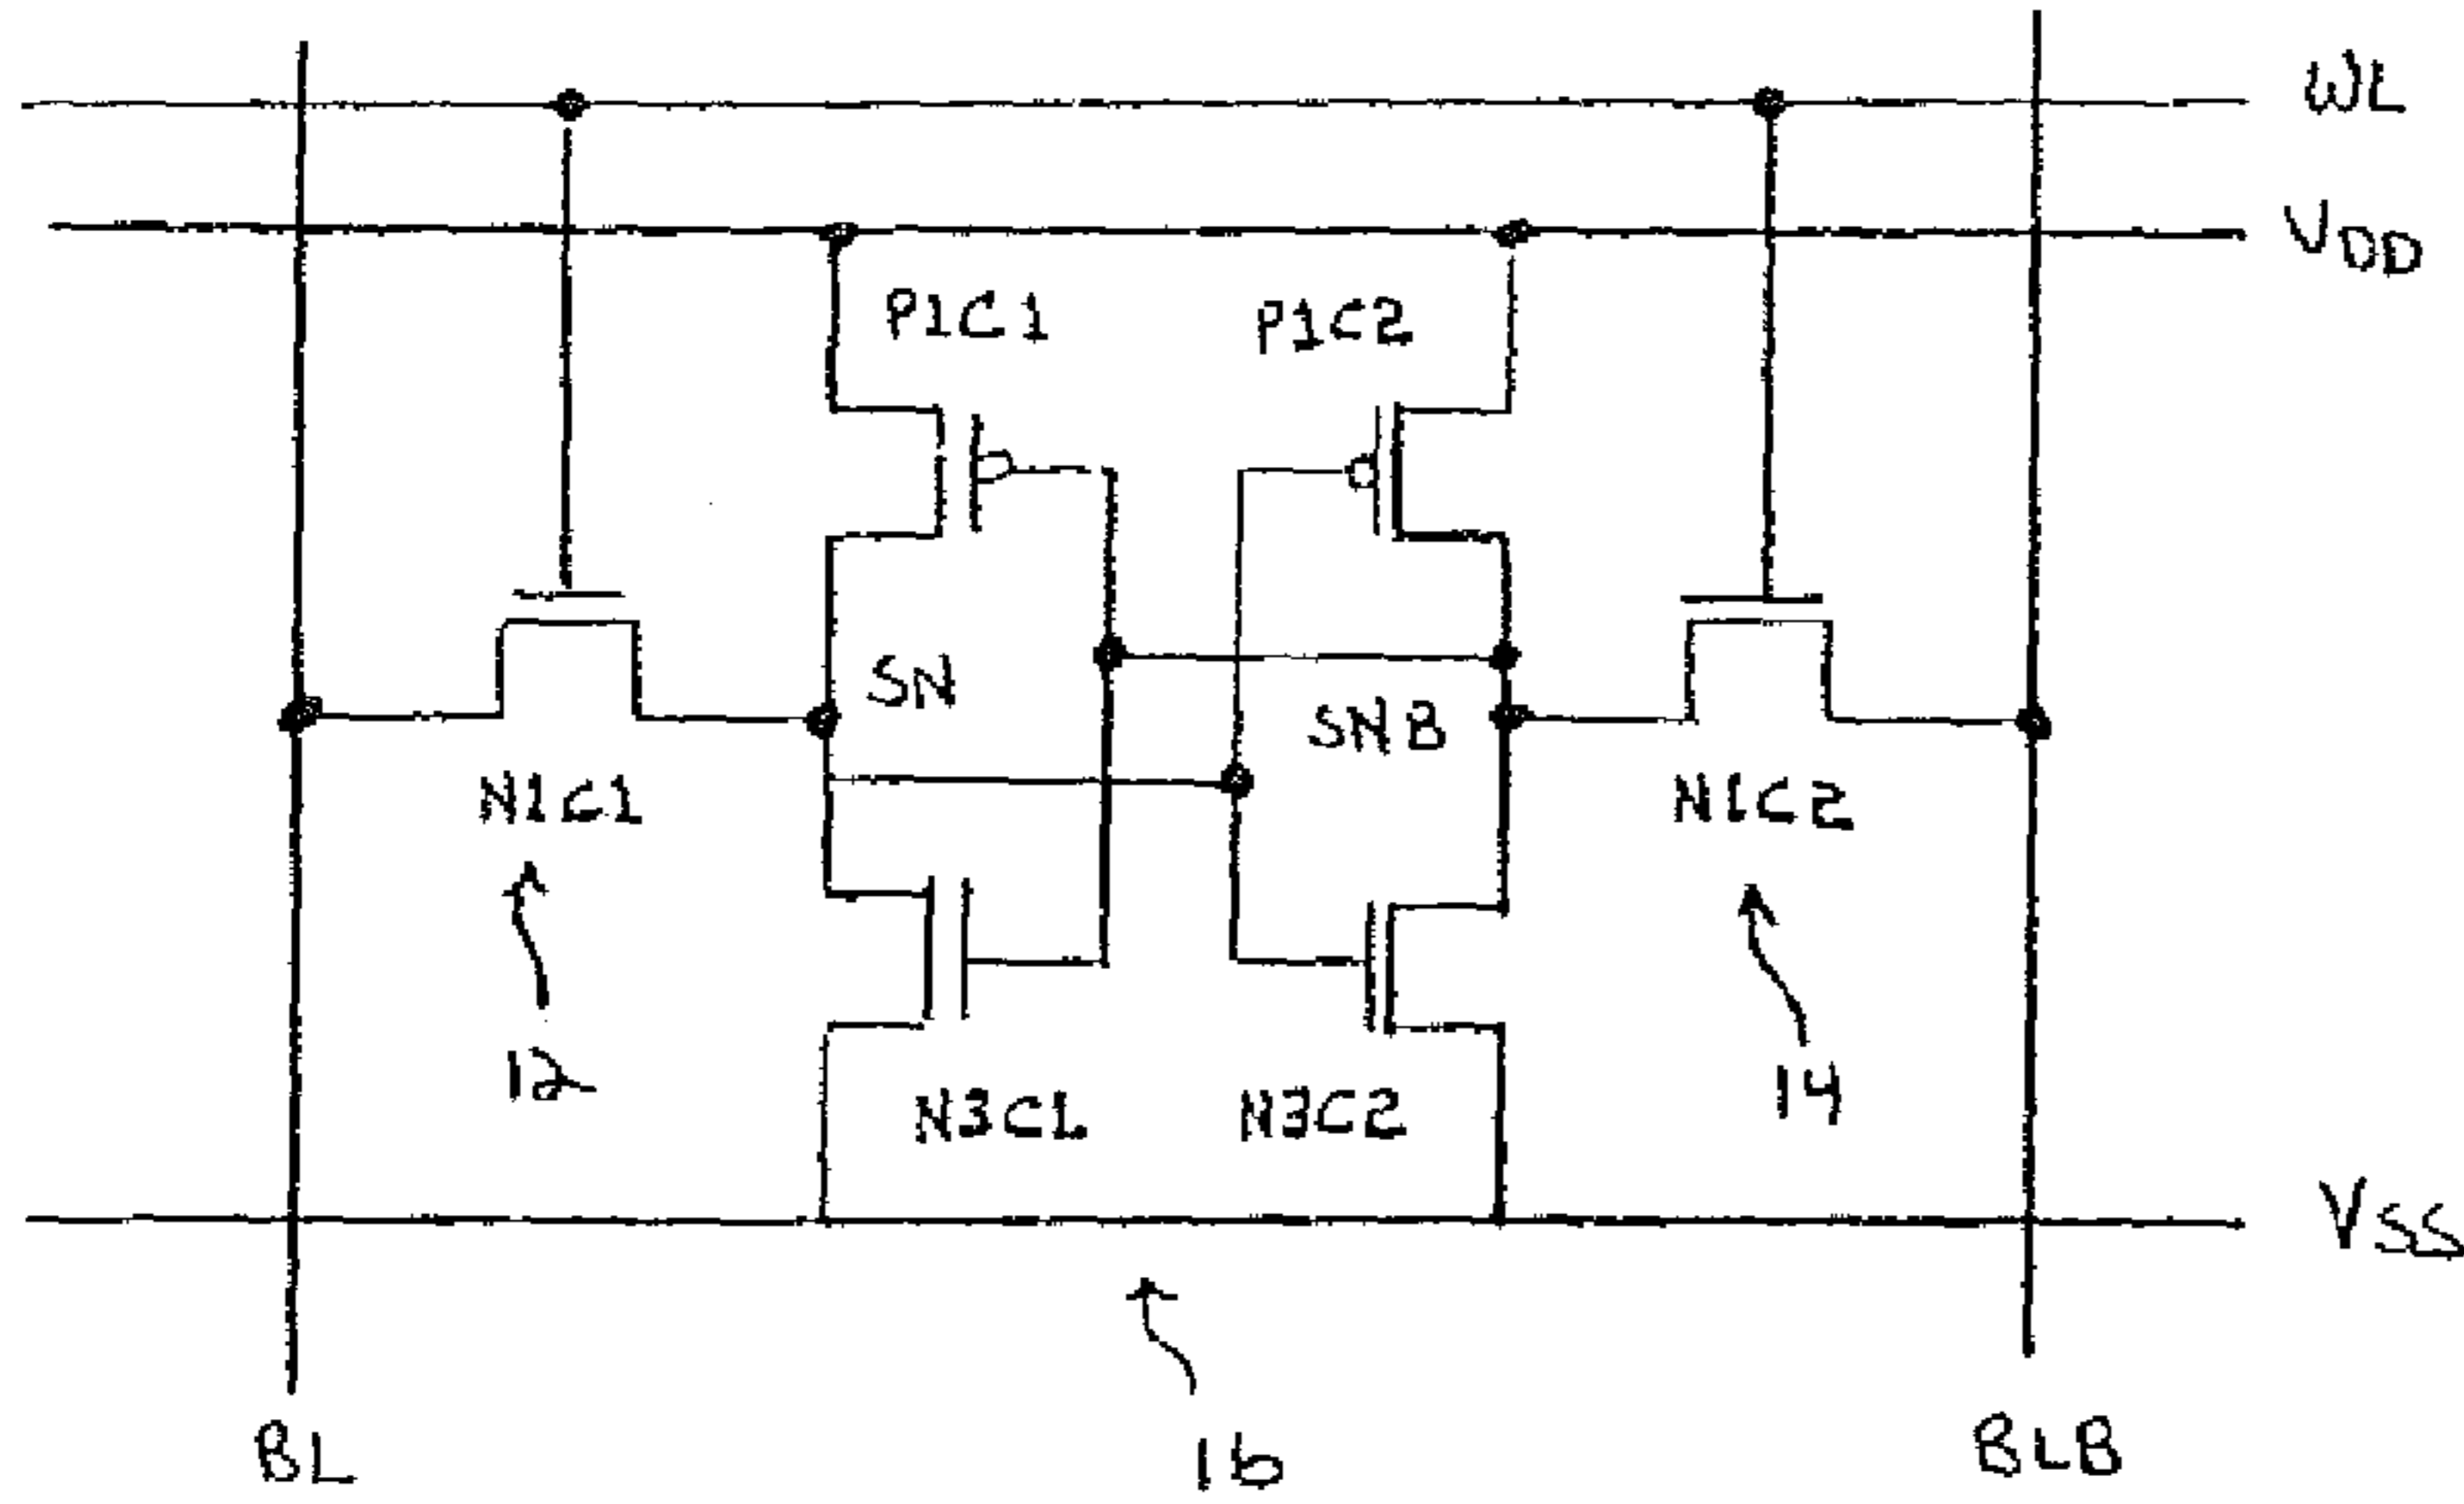 WL
VDD
P1C1
P1C2
SN
SNB
N1C1
N1C2
12
14
N3C1
N3C2
VSS
BL
16
BLB